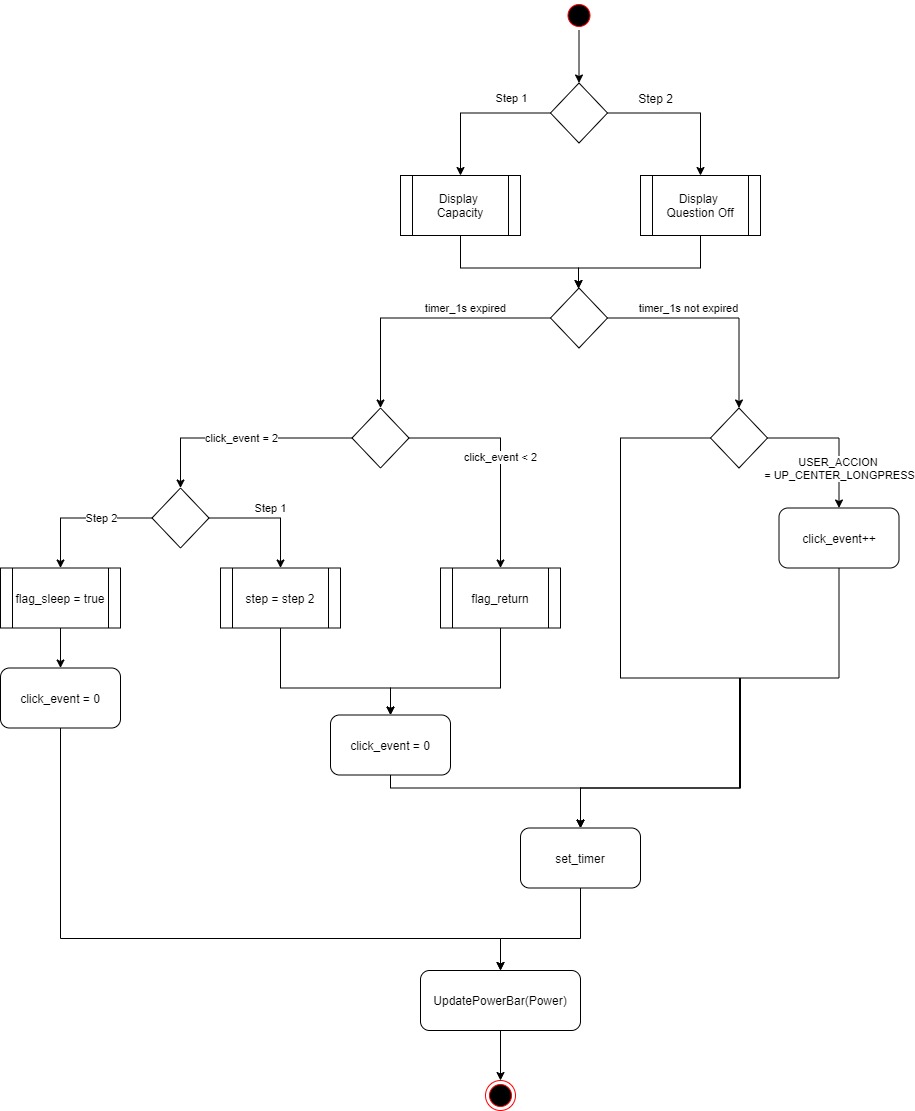 Step 1
Step 2
Display
Capacity
Display
Question Off
timer_1s expired
timer_1s not expired
click_event = 2
click_event < 2
USER_ACCION
= UP_CENTER_LONGPRESS
Step 2
Step 1
click_event++
flag_sleep = true
step = step 2
flag_return
click_event = 0
click_event = 0
set_timer
UpdatePowerBar(Power)